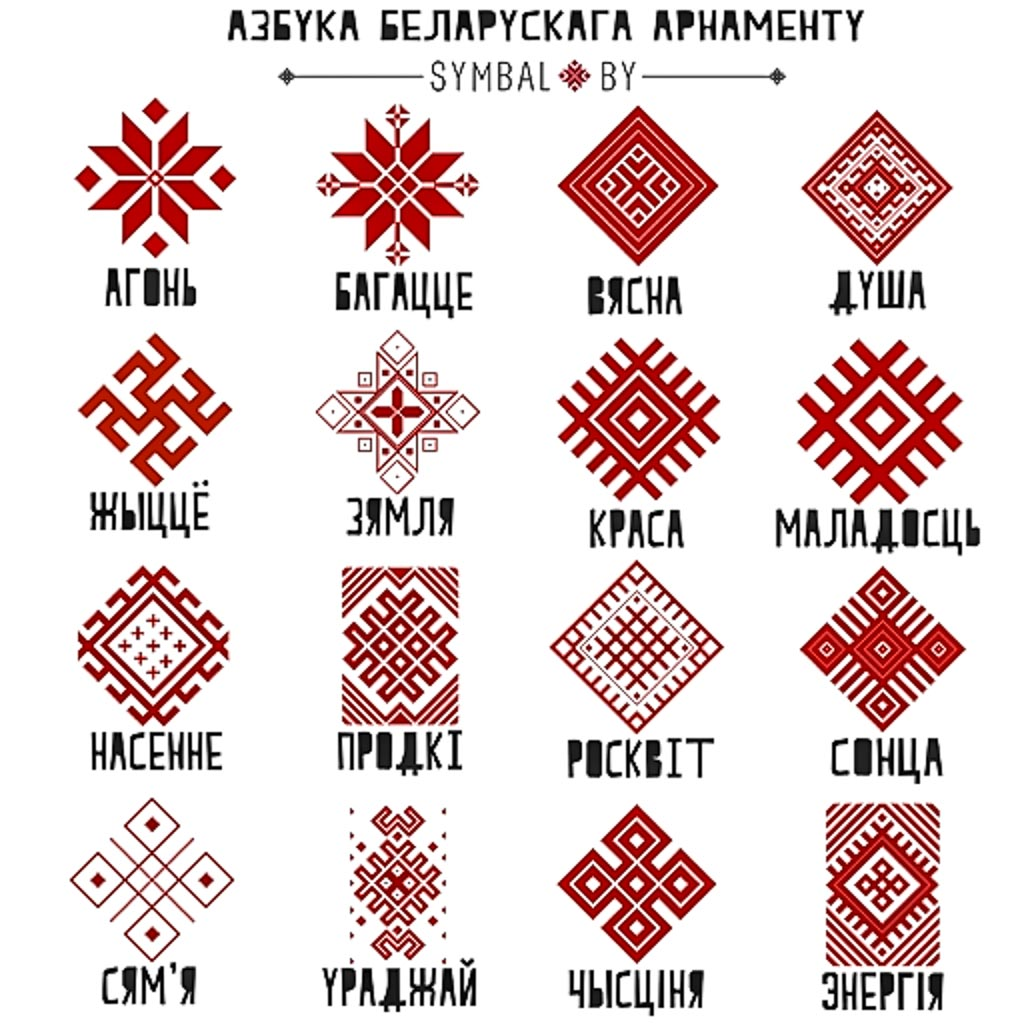 АЗБУКА БЕЛАРУСКАГА АРНАМЕНТУ
SYMBAL BY
АГОНЬ БАГАЦЦЕ ВЯСНА ДУША
ЖЫЦЦЁ ЗЯМЛЯ КРАСА МАЛАДОСЦЬ
НАСЕННЕ ПРОДКІ РОСКВІТ СОНЦА
СЯМ'Я УРАДЖАЙ ЧЫСЦІНЯ ЭНЕРГІЯ